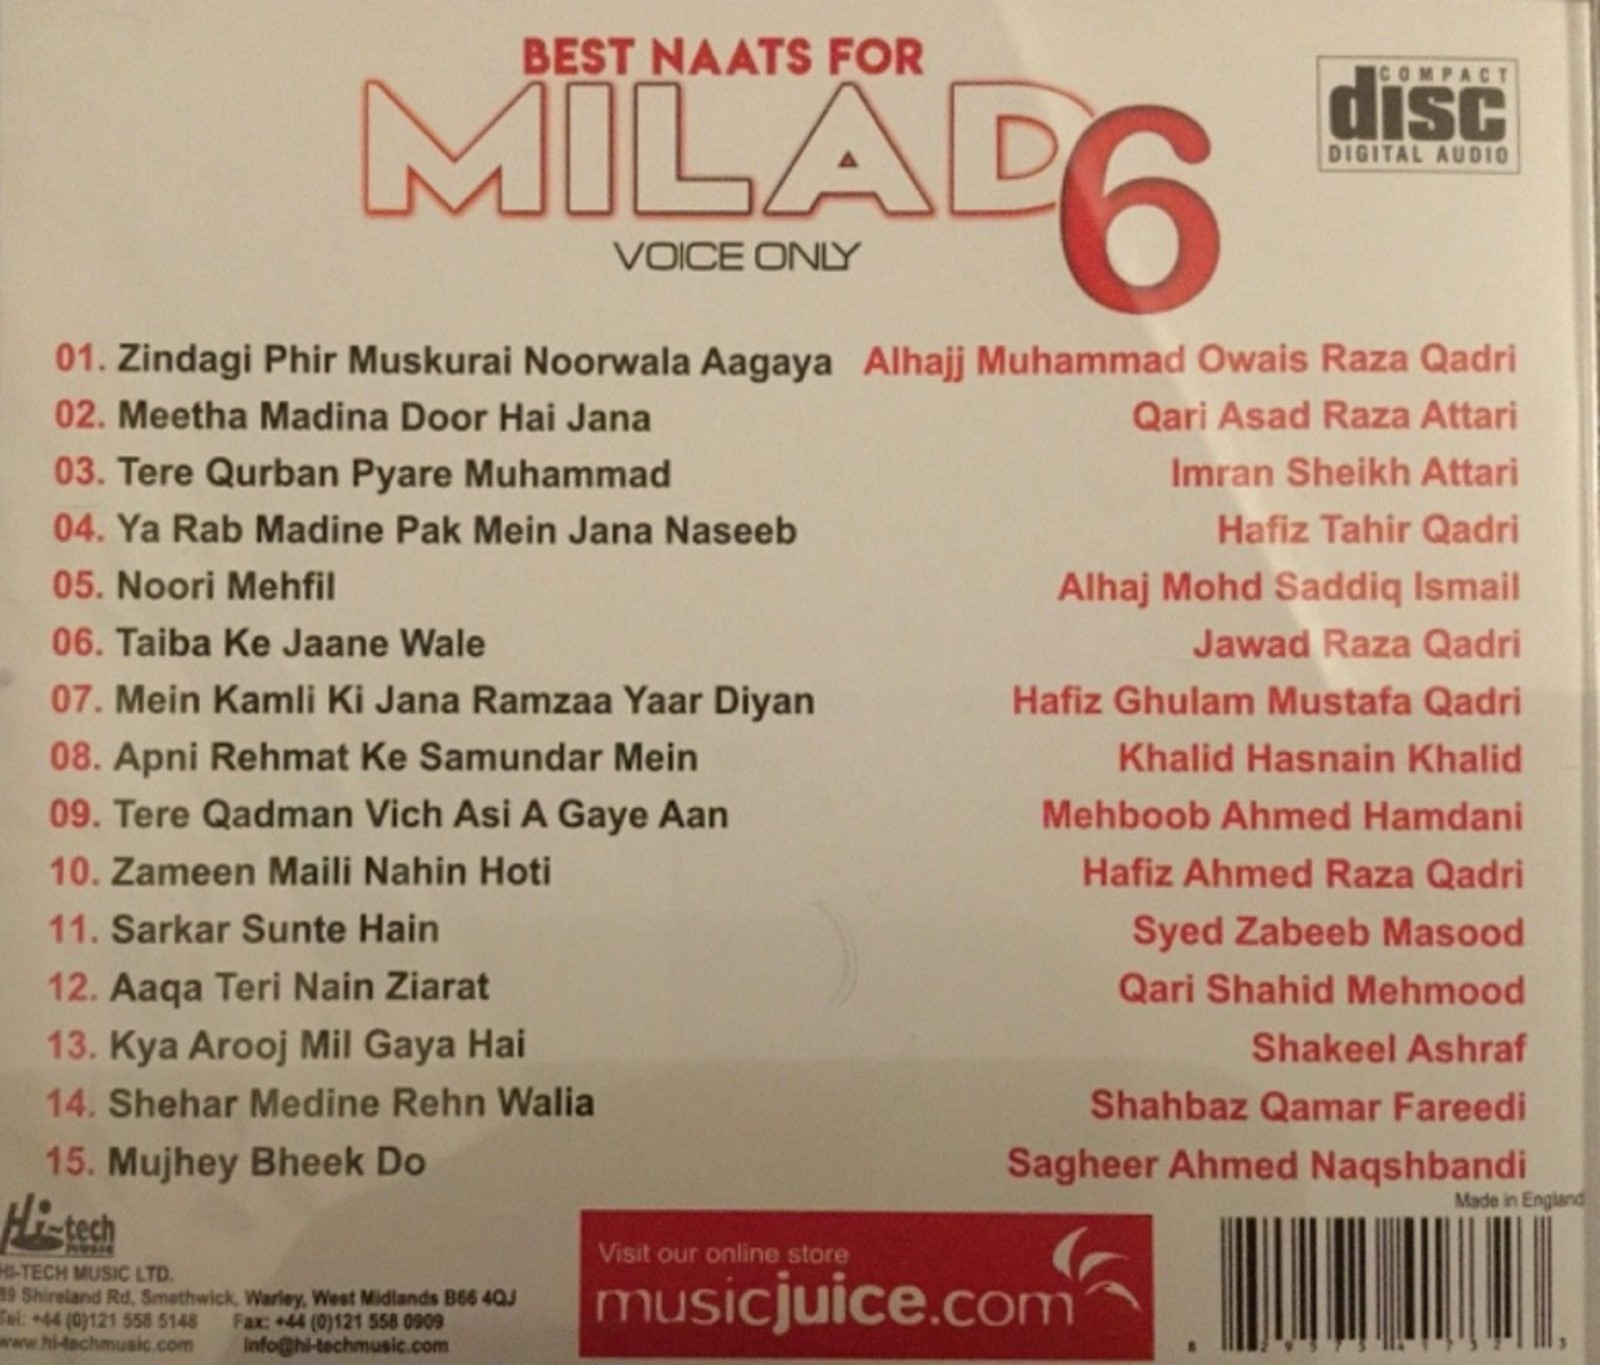 BEST NAATS FOR
MILAD 6
VOICE ONLY
COMPACT
disc
DIGITAL AUDIO
01. Zindagi Phir Muskurai Noorwala Aagaya Alhajj Muhammad Owais Raza Qadri
02. Meetha Madina Door Hai Jana Qari Asad Raza Attari
03. Tere Qurban Pyare Muhammad Imran Sheikh Attari
04. Ya Rab Madine Pak Mein Jana Naseeb Hafiz Tahir Qadri
05. Noori Mehfil Alhaj Mohd Saddiq Ismail
06. Taiba Ke Jaane Wale Jawad Raza Qadri
07. Mein Kamli Ki Jana Ramzaa Yaar Diyan Hafiz Ghulam Mustafa Qadri
08. Apni Rehmat Ke Samundar Mein Khalid Hasnain Khalid
09. Tere Qadman Vich Asi A Gaye Aan Mehboob Ahmed Hamdani
10. Zameen Maili Nahin Hoti Hafiz Ahmed Raza Qadri
11. Sarkar Sunte Hain Syed Zabeeb Masood
12. Aaqa Teri Nain Ziarat Qari Shahid Mehmood
13. Kya Arooj Mil Gaya Hai Shakeel Ashraf
14. Shehar Medine Rehn Walia Shahbaz Qamar Fareedi
15. Mujhey Bheek Do Sagheer Ahmed Naqshbandi
Made in England
Hi-tech
MUSIC
HI-TECH MUSIC LTD.
Shireland Rd, Smethwick, Warley, West Midlands B66 4QJ
Tel: +44 (0)121 558 5148 Fax: +44 (0)121 558 0909
www.hi-techmusic.com info@hi-techmusic.com
Visit our online store
musicjuice.com